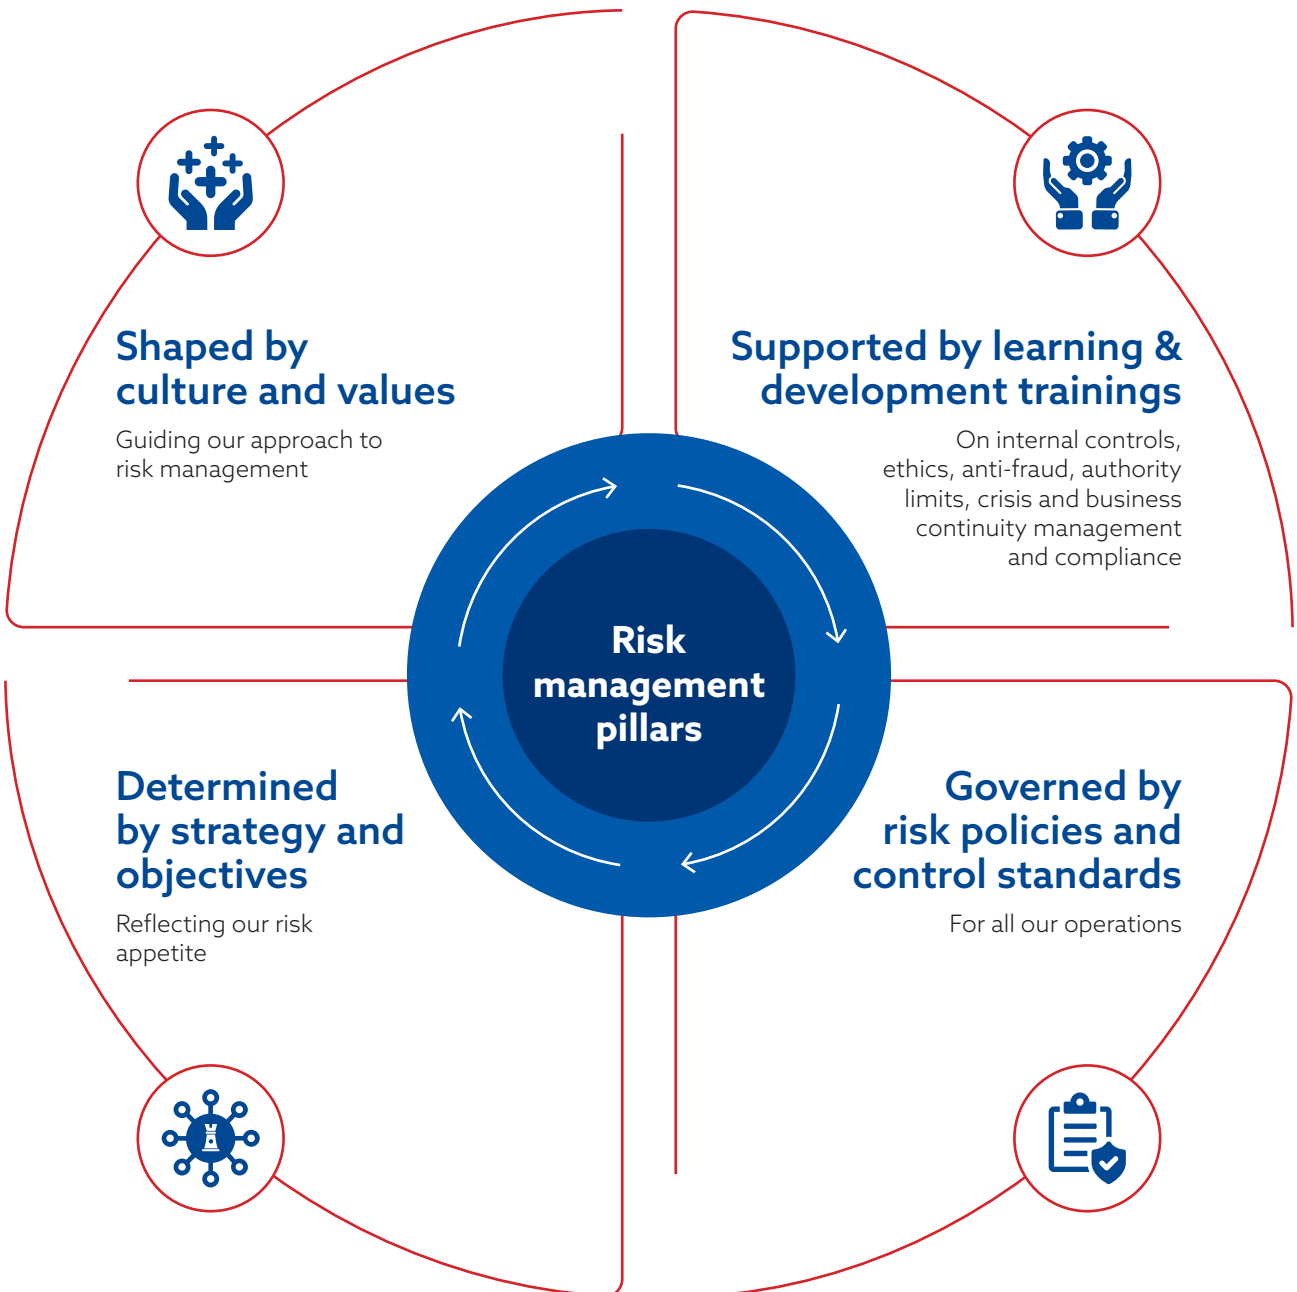 Shaped by
culture and values
Guiding our approach to
risk management
Supported by learning &
development trainings
On internal controls,
ethics, anti-fraud, authority
limits, crisis and business
continuity management
and compliance
Risk
management
pillars
Determined
by strategy and
objectives
Reflecting our risk
appetite
Governed by
risk policies and
control standards
For all our operations